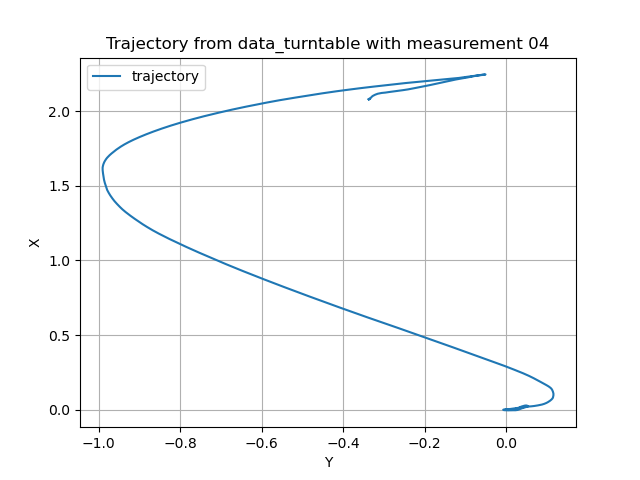 Trajectory from data_turntable with measurement 04
trajectory
2.0
1.5
1.0
0.5
0.0
X
−1.0 −0.8 −0.6 −0.4 −0.2 0.0
Y